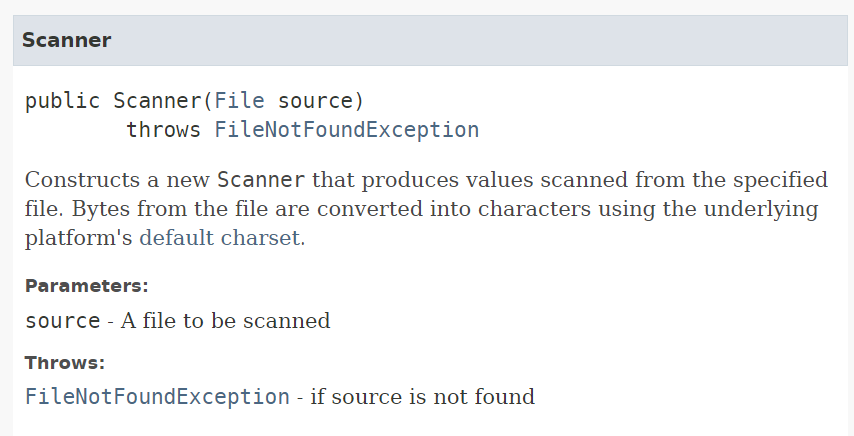 Scanner
public Scanner(File source)
throws FileNotFoundException
Constructs a new Scanner that produces values scanned from the specified
file. Bytes from the file are converted into characters using the underlying
platform's default charset.
Parameters:
source - A file to be scanned
Throws:
FileNotFoundException - if source is not found